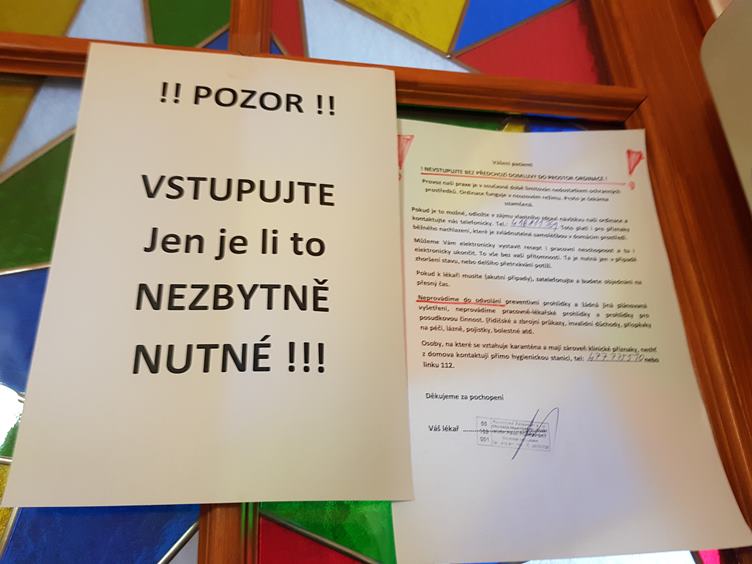 !! POZOR !!
VSTUPUJTE
Jen je li to
NEZBYTNĚ
NUTNÉ !!!
Vážení pacienti
! NEVSTUPUJTE BEZ PŘEDCHOZÍ DOMLUVY DO PROSTOR ORDINACE !
Provoz naší praxe je v současné době limitován nedostatkem ochranných
prostředků. Ordinace funguje v nouzovém režimu. Proto je čekárna
uzamčená.
Pokud je to možné, odložte v zájmu vlastního zdraví návštěvu naší ordinace a
kontaktujte nás telefonicky. Tel.: Toto platí i pro příznaky
běžného nachlazení, které je zvládnutelné samoléčbou v domácím prostředí.
Můžeme Vám elektronicky vystavit recept i pracovní neschopnost a to i
elektronicky ukončit. To vše bez vaší přítomnosti. Ta je nutná jen v případě
zhoršení stavu, nebo delšího přetrvávání potíží.
Pokud k lékaři musíte (akutní případy), zatelefonujte a budete objednáni na
přesný čas.
Neprovádíme do odvolání preventivní prohlídky a žádná jiná plánovaná
vyšetření, neprovádíme pracovně-lékařské prohlídky a prohlídky pro
posudkovou činnost. (řidičské a zbrojní průkazy, invalidní důchody, příspěvky
na péči, lázně, pojistky, bolestné atd.
Osoby, na které se vztahuje karanténa a mají zároveň klinické příznaky, nechť
z domova kontaktují přímo hygienickou stanici, tel: nebo
linku 112.
Děkujeme za pochopení
Váš lékař